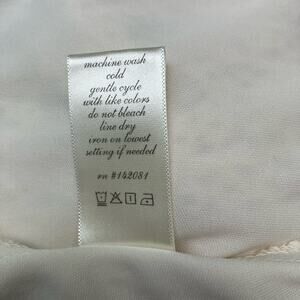 machine wash
cold
gentle cycle
with like colors
do not bleach
line dry
iron on lowest
setting if needed
rn #142081